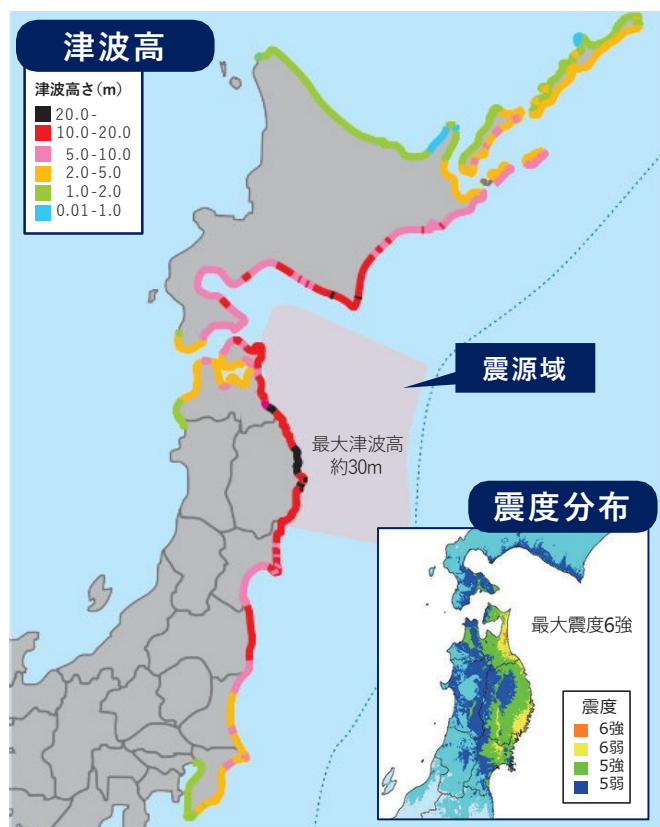 津波高
津波高さ(m)
20.0-
10.0-20.0
5.0-10.0
2.0-5.0
1.0-2.0
0.01-1.0
震源域
最大津波高
約30m
震度分布
最大震度6強
震度
6強
6弱
5強
5弱